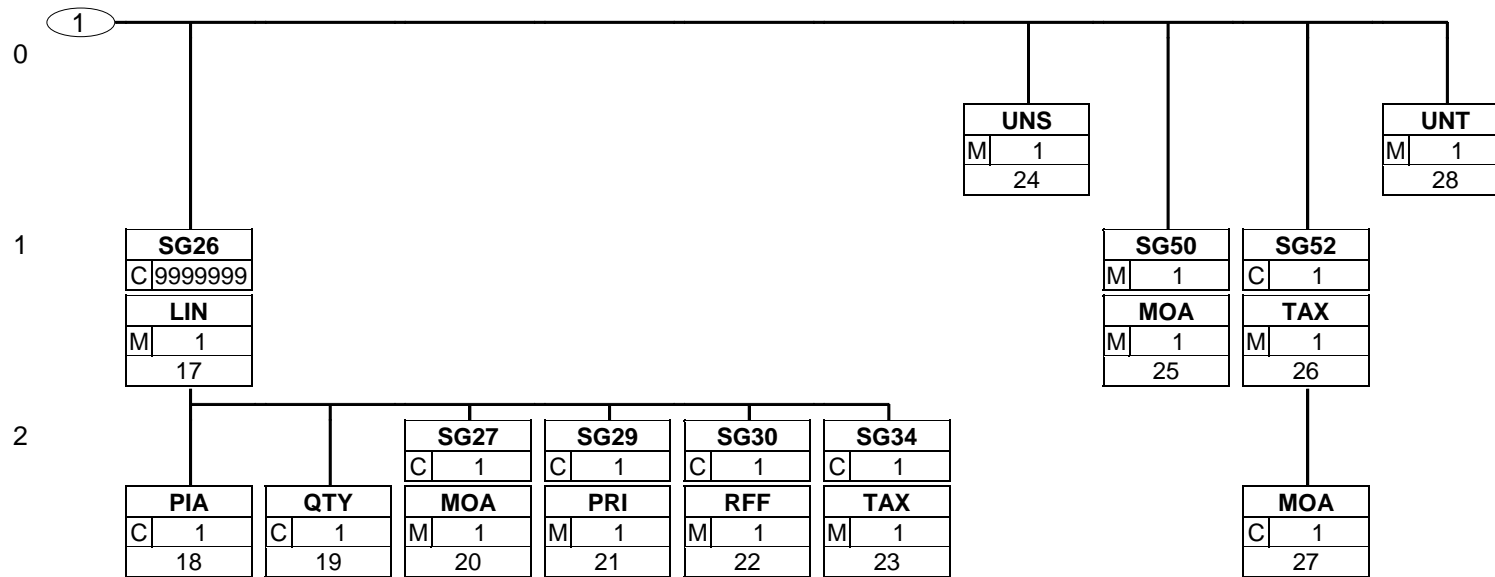 1
0
UNS
UNT
M 1
M 1
24
28
1
SG26
SG50
SG52
C 9999999
M 1
C 1
LIN
MOA
TAX
M 1
M 1
M 1
17
25
26
2
SG27
SG29
SG30
SG34
C 1
C 1
C 1
C 1
PIA
QTY
MOA
PRI
RFF
TAX
MOA
C 1
C 1
M 1
M 1
M 1
M 1
C 1
18
19
20
21
22
23
27